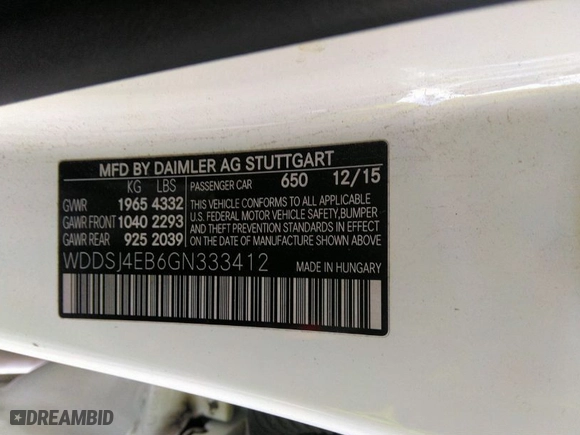 MFD BY DAIMLER AG STUTTGART
KG LBS PASSENGER CAR 650 12/15
GVWR 1965 4332 THIS VEHICLE CONFORMS TO ALL APPLICABLE
GAWR FRONT 1040 2293 U.S. FEDERAL MOTOR VEHICLE SAFETY, BUMPER
GAWR REAR 925 2039 AND THEFT PREVENTION STANDARDS IN EFFECT
ON THE DATE OF MANUFACTURE SHOWN ABOVE.
WDDSJ4EB6GN333412 MADE IN HUNGARY
DREAMBID